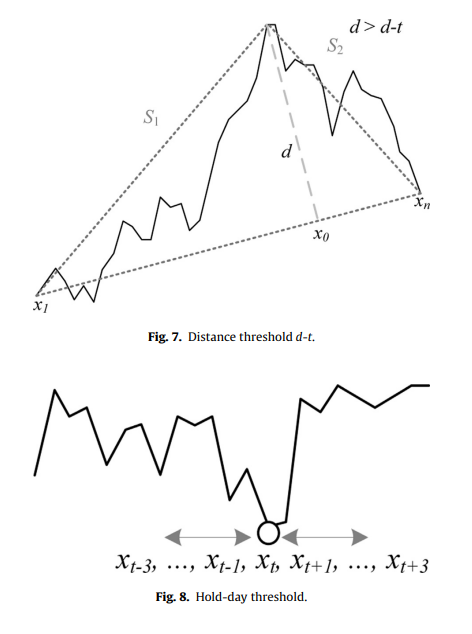 d > d-t
S2
S1
d
xn
x0
x1
Fig. 7. Distance threshold d-t.
xt-3, ..., xt-1, xt, xt+1, ..., xt+3
Fig. 8. Hold-day threshold.